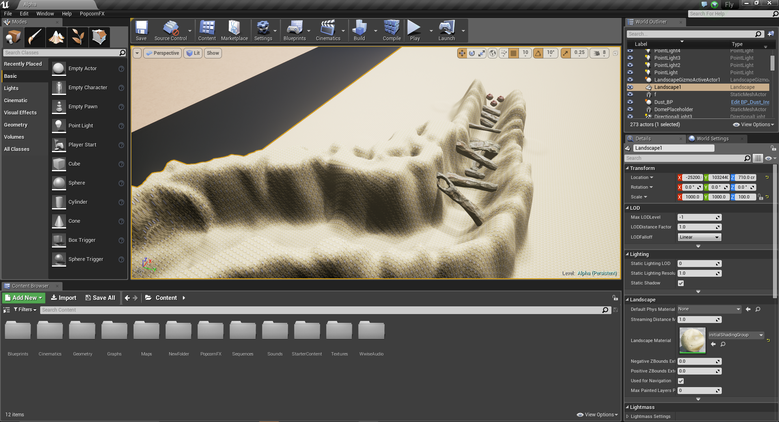 Alpha
Fly
File Edit Window Help PopcornFX
Search For Help
Modes
Save Source Control Content Marketplace Settings Blueprints Cinematics Build Compile Play Launch
Search Classes
Recently Placed
Basic
Lights
Cinematic
Visual Effects
Geometry
Volumes
All Classes
Empty Actor
Empty Character
Empty Pawn
Point Light
Player Start
Cube
Sphere
Cylinder
Cone
Box Trigger
Sphere Trigger
Perspective Lit Show
10 10° 0.25 8
Level: Alpha (Persistent)
World Outliner
Search...
Label Type
PointLight4 PointLight
PointLight3 PointLight
PointLight2 PointLight
PointLight PointLight
LandscapeGizmoActiveActor1 LandscapeGizmo
Landscape1 Landscape
f StaticMeshActor
Dust_BP Edit BP_Dust_Ins
DomePlaceholder StaticMeshActor
DirectionalLight3
273 actors (1 selected) View Options
Details World Settings
Landscape1
Search
Transform
Location X Y Z 710.0 cm
Rotation X 0.0° Y 0.0° Z 0.0°
Scale X 1000.0 Y 1000.0 Z 100.0
LOD
Max LODLevel -1
LODDistance Factor 1.0
LODFalloff Linear
Lighting
Static Lighting LOD 0
Static Lighting Resolu 1.0
Static Shadow
Landscape
Default Phys Material None
Streaming Distance M 1.0
Landscape Material InitialShadingGroup
Negative ZBounds Ext 0.0
Positive ZBounds Exte 0.0
Used for Navigation
Max Painted Layers P 0
Lightmass
Lightmass Settings
Content Browser
Add New Import Save All Content
Filters Search Content
Blueprints Cinematics Geometry Graphs Maps NewFolder PopcornFX Sequences Sounds StarterContent Textures WwiseAudio
12 items View Options